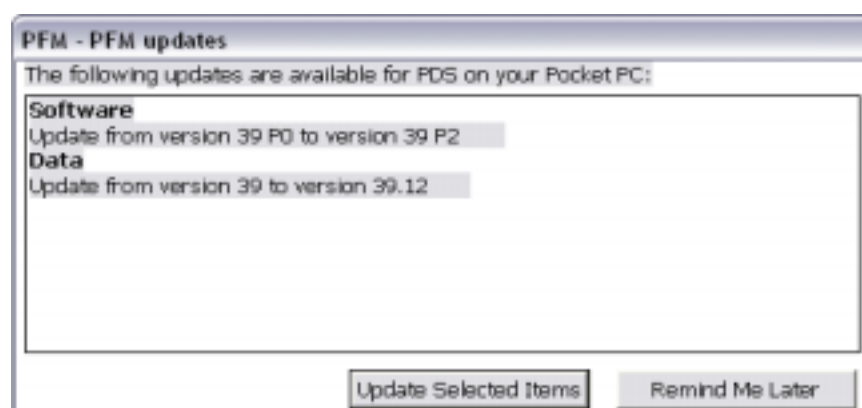 PFM - PFM updates
The following updates are available for PDS on your Pocket PC:
Software
Update from version 39 P0 to version 39 P2
Data
Update from version 39 to version 39.12
Update Selected Items
Remind Me Later